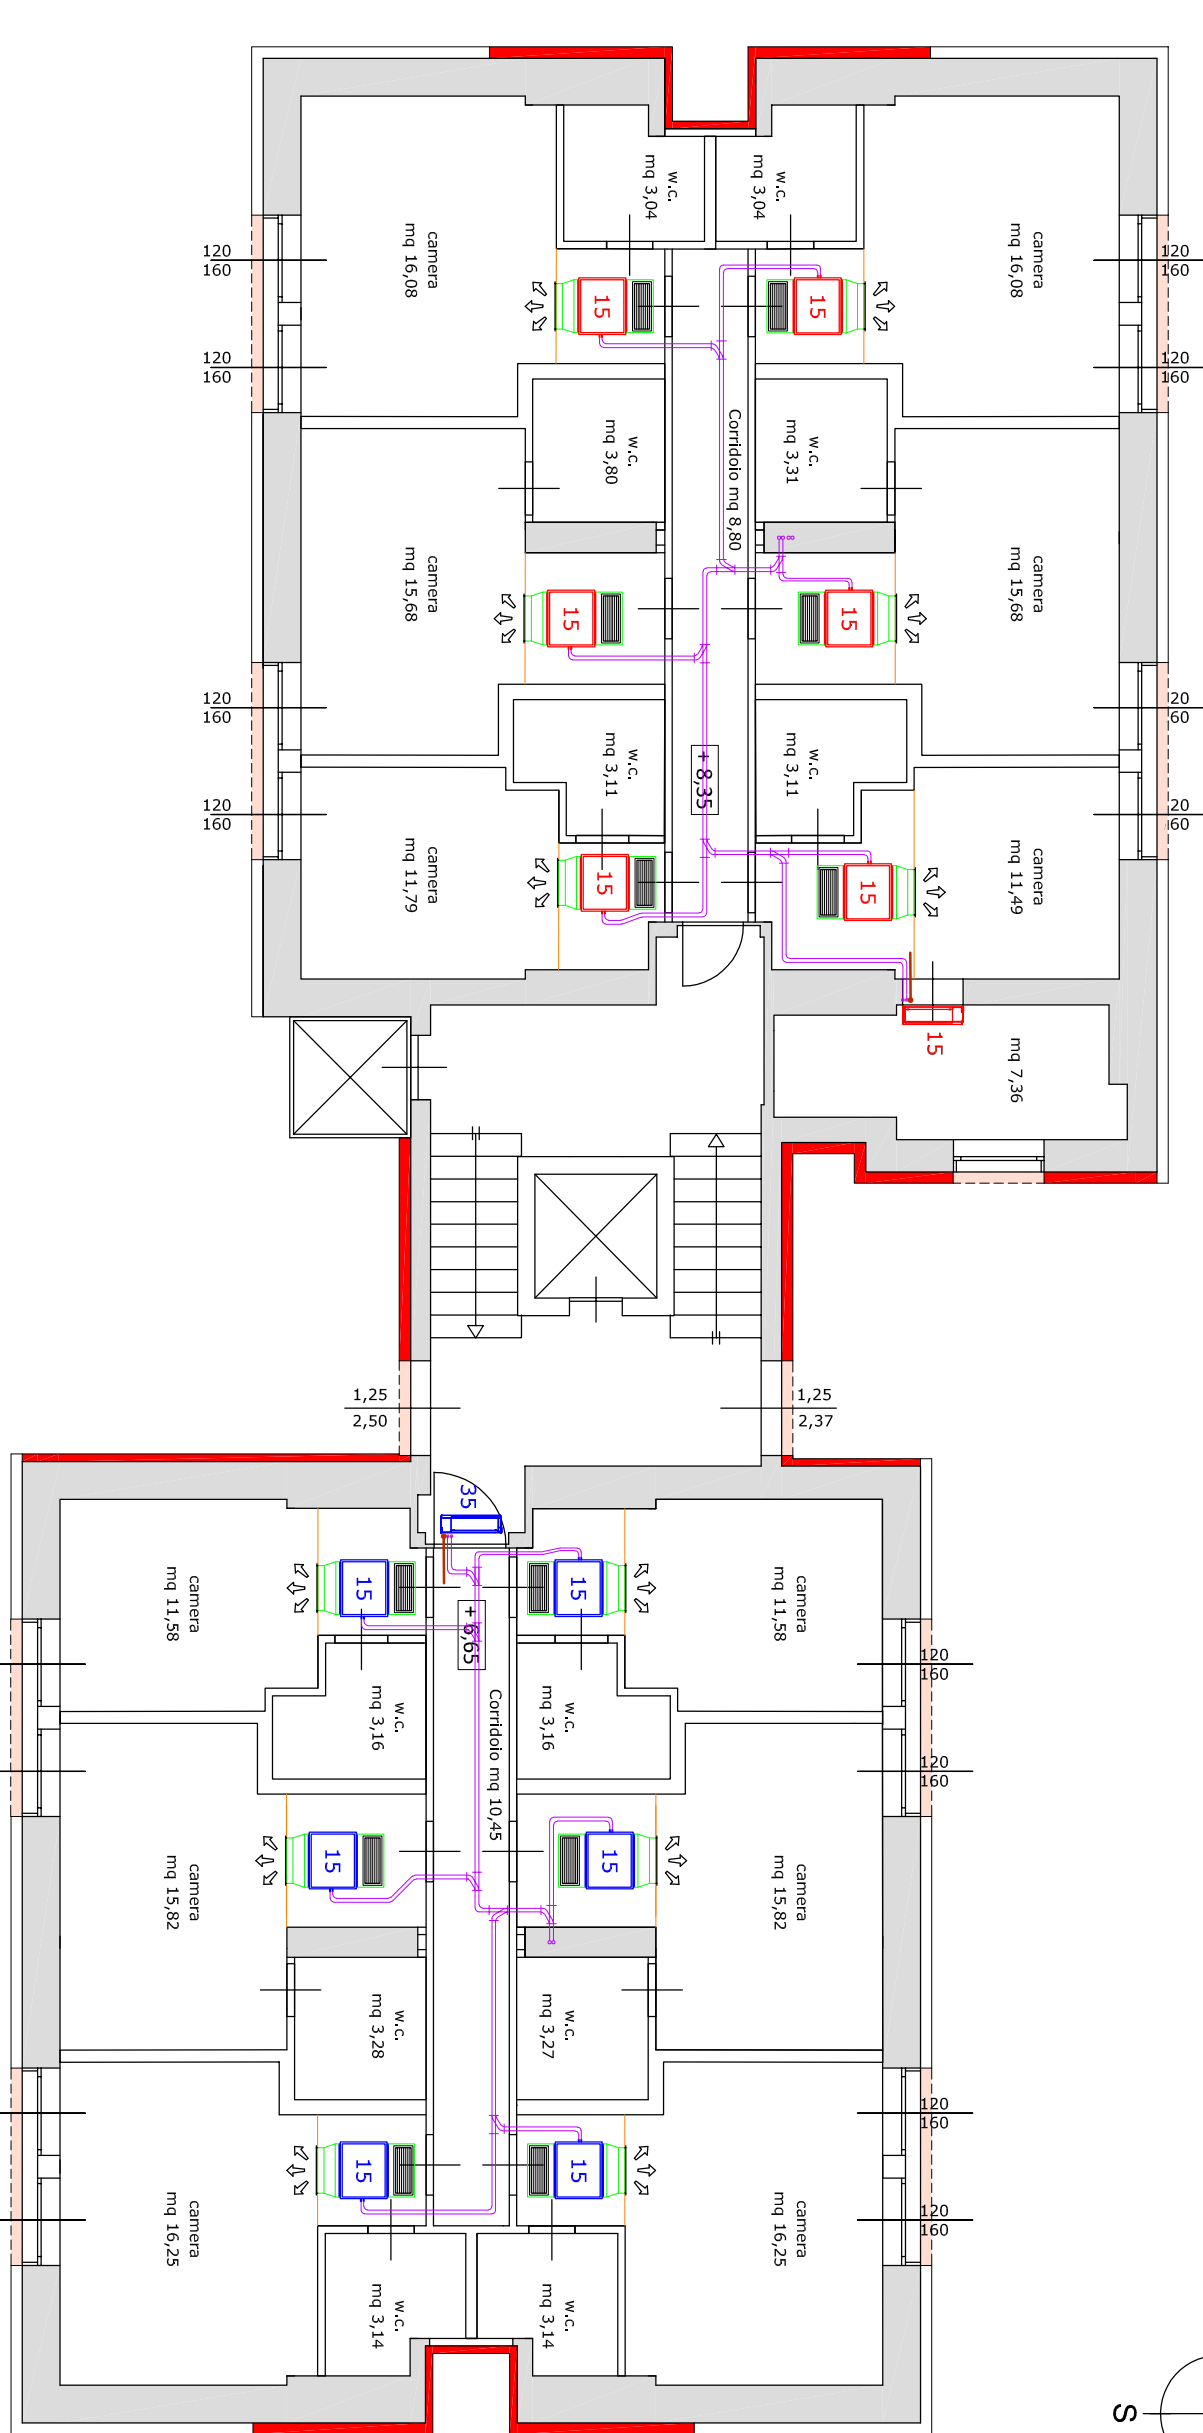 w.c.
mq 3,04
w.c.
mq 3,04
camera
mq 16,08
camera
mq 16,08
120
160
120
160
15
15
120
160
120
160
w.c.
mq 3,80
Corridoio mq 8,80
w.c.
mq 3,31
camera
mq 15,68
camera
mq 15,68
15
15
120
160
120
160
w.c.
mq 3,11
+ 8,35
w.c.
mq 3,11
120
160
120
160
camera
mq 11,79
camera
mq 11,49
15
15
15
mq 7,36
1,25
2,50
1,25
2,37
35
camera
mq 11,58
camera
mq 11,58
15
15
+ 6,65
120
160
w.c.
mq 3,16
Corridoio mq 10,45
w.c.
mq 3,16
120
160
camera
mq 15,82
camera
mq 15,82
15
15
w.c.
mq 3,28
w.c.
mq 3,27
120
160
15
15
camera
mq 16,25
camera
mq 16,25
120
160
w.c.
mq 3,14
w.c.
mq 3,14
S